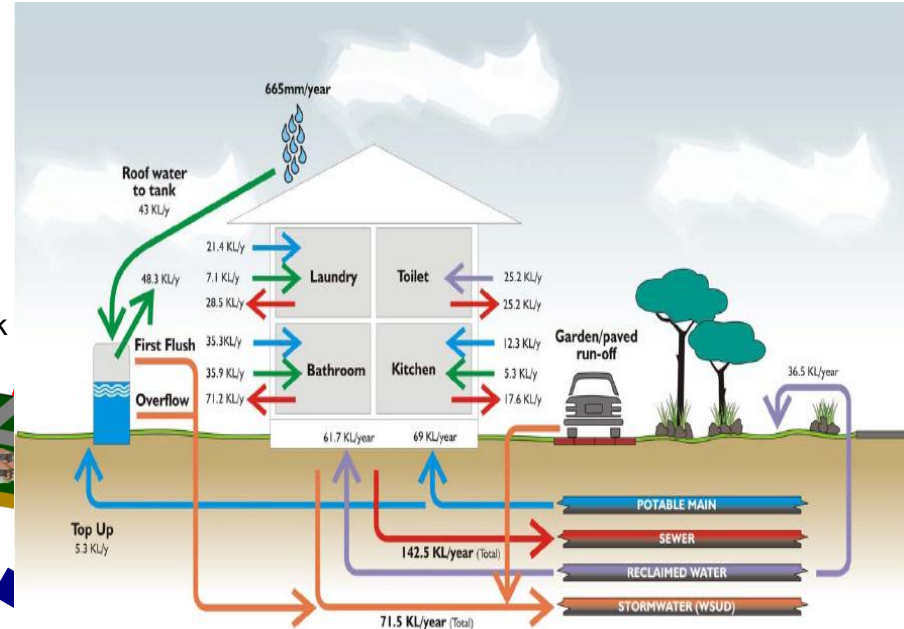 665mm/year
Roof water
to tank
43 KL/y
48.3 KL/y
21.4 KL/y
7.1 KL/y
28.5 KL/y
Laundry
Toilet
25.2 KL/y
25.2 KL/y
k
First Flush
Overflow
35.3KL/y
35.9 KL/y
71.2 KL/y
Bathroom
Kitchen
12.3 KL/y
5.3 KL/y
17.6 KL/y
Garden/paved
run-off
36.5 KL/year
61.7 KL/year
69 KL/year
Top Up
5.3 KL/y
POTABLE MAIN
SEWER
142.5 KL/year (Total)
RECLAIMED WATER
STORMWATER (WSUD)
71.5 KL/year (Total)